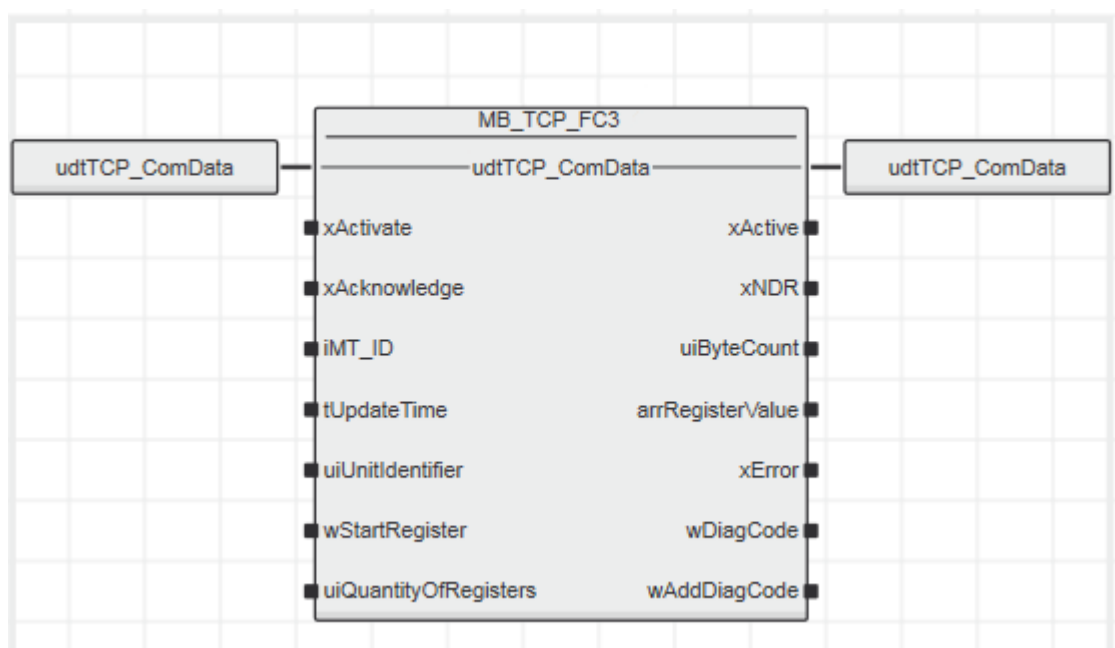 MB_TCP_FC3
udtTCP_ComData udtTCP_ComData udtTCP_ComData
xActivate xActive
xAcknowledge xNDR
iMT_ID uiByteCount
tUpdateTime arrRegisterValue
uiUnitIdentifier xError
wStartRegister wDiagCode
uiQuantityOfRegisters wAddDiagCode